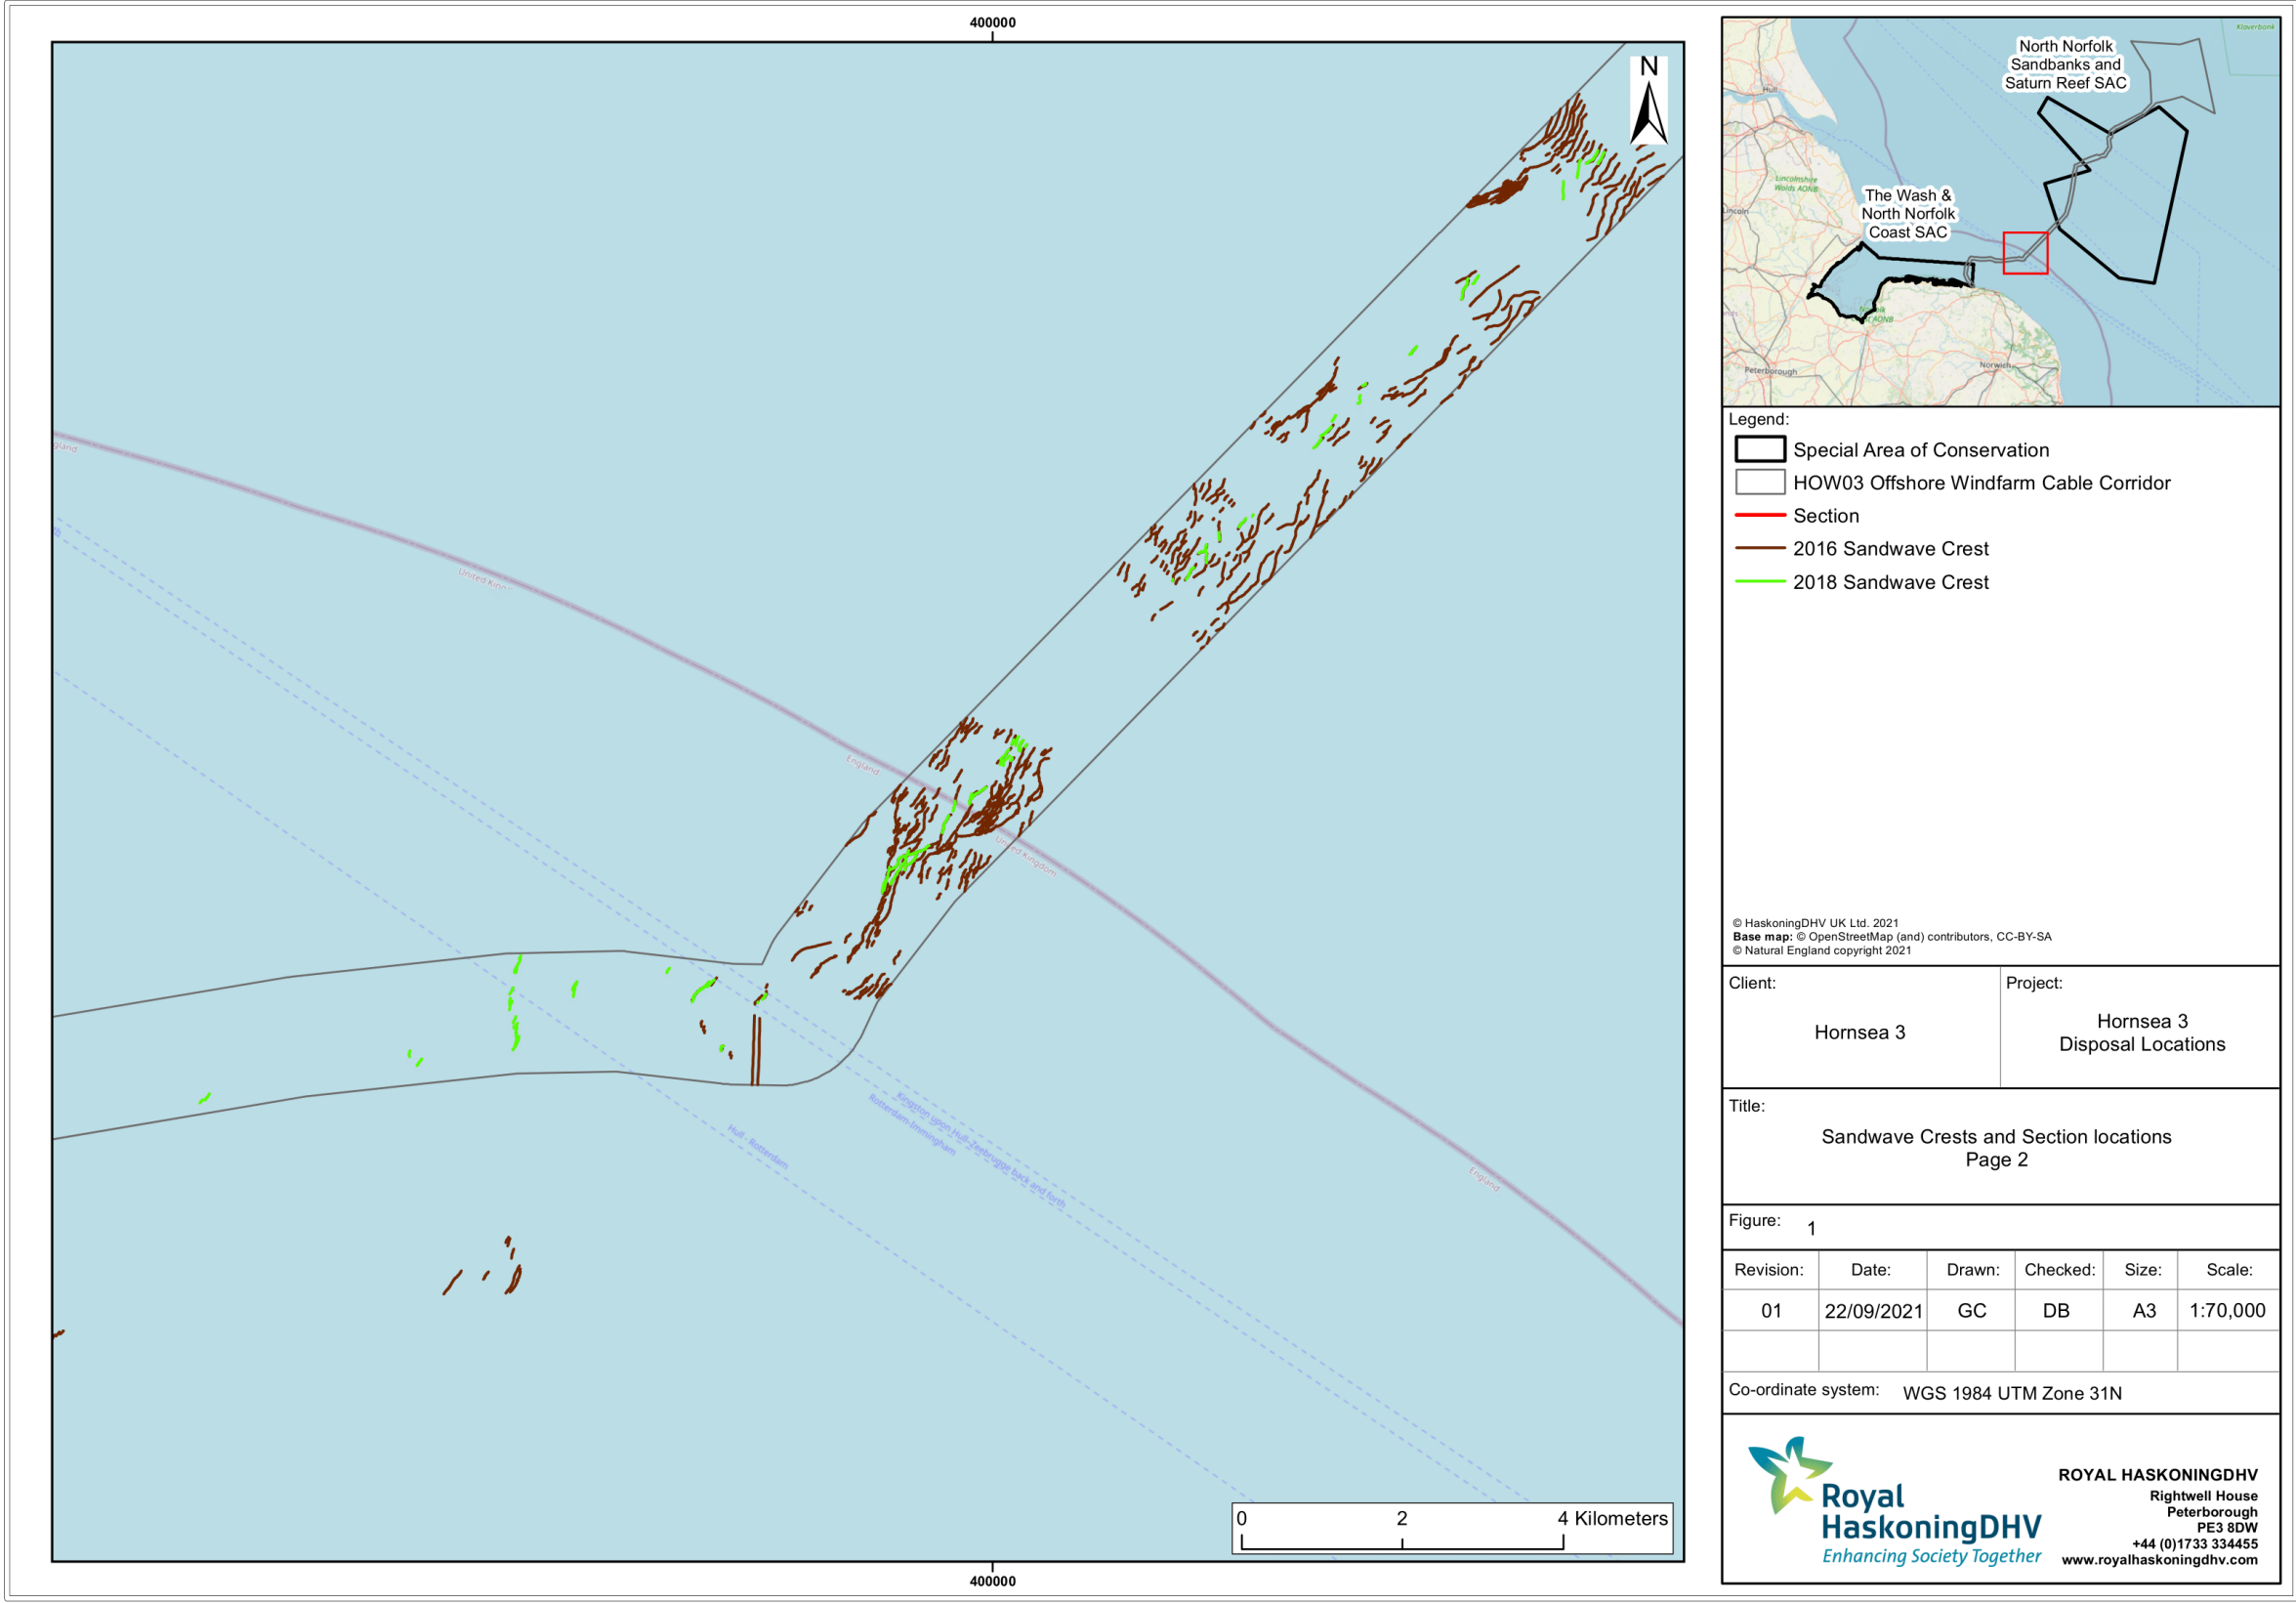 400000
N
gland
United King
England
United Kingdom
England
Hull - Rotterdam
Rotterdam-Immingham
Kingston upon Hull-Zeebrugge back and forth
0 2 4 Kilometers
400000
Klaverbank
North Norfolk
Sandbanks and
Saturn Reef SAC
Hull
Lincolnshire
Wolds AONB
Lincoln
The Wash &
North Norfolk
Coast SAC
AONB
Norwich
Peterborough
Legend:
Special Area of Conservation
HOW03 Offshore Windfarm Cable Corridor
Section
2016 Sandwave Crest
2018 Sandwave Crest
© HaskoningDHV UK Ltd. 2021
Base map: © OpenStreetMap (and) contributors, CC-BY-SA
© Natural England copyright 2021
Client:
Hornsea 3
Project:
Hornsea 3
Disposal Locations
Title:
Sandwave Crests and Section locations
Page 2
Figure: 1
Revision: Date: Drawn: Checked: Size: Scale:
01 22/09/2021 GC DB A3 1:70,000
Co-ordinate system: WGS 1984 UTM Zone 31N
Royal
HaskoningDHV
Enhancing Society Together
ROYAL HASKONINGDHV
Rightwell House
Peterborough
PE3 8DW
+44 (0)1733 334455
www.royalhaskoningdhv.com